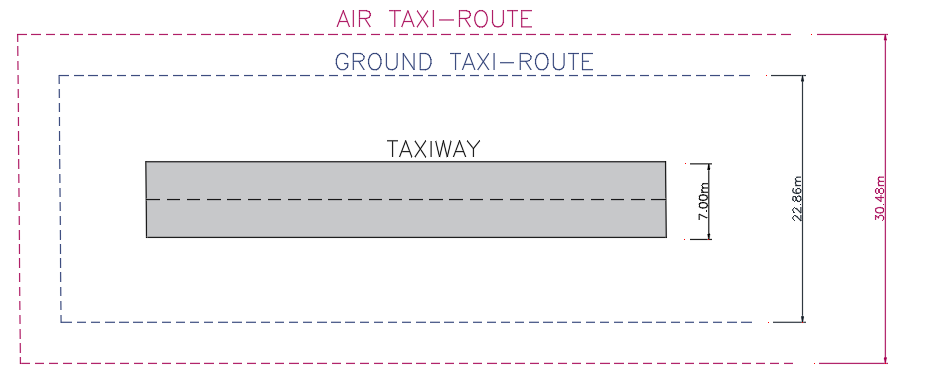 AIR TAXI-ROUTE
GROUND TAXI-ROUTE
TAXIWAY
7.00m
22.86m
30.48m